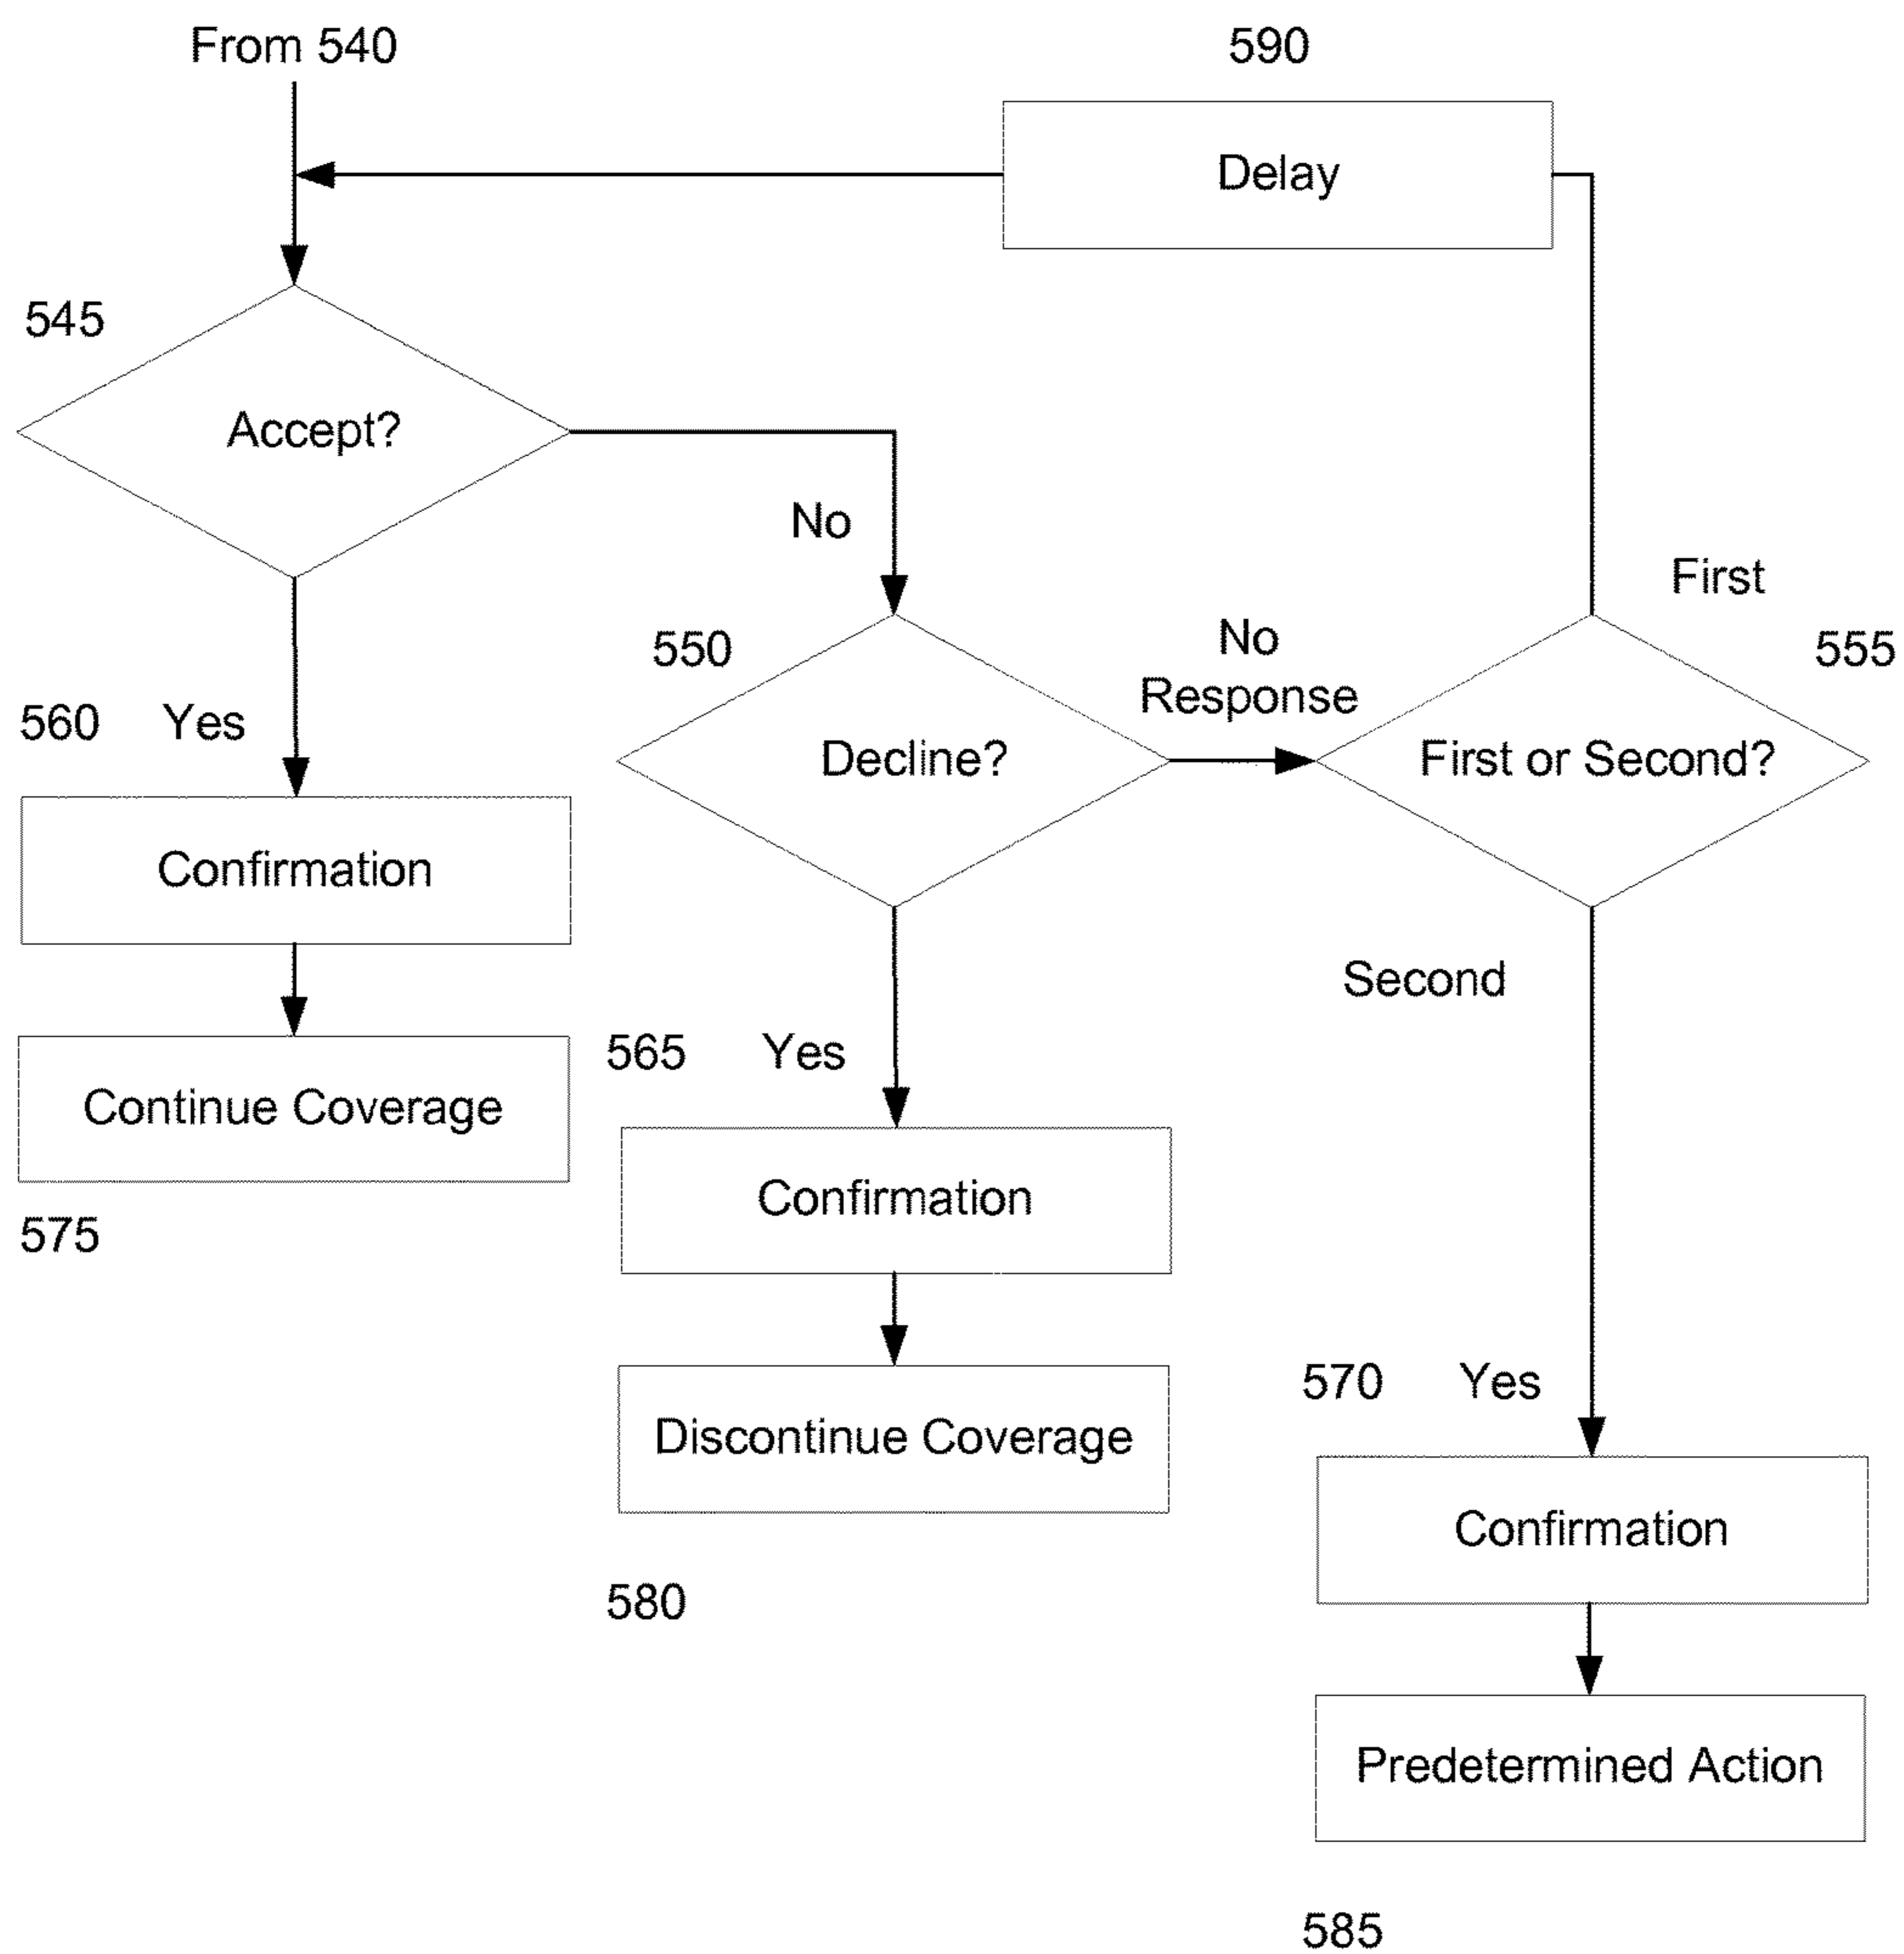 From 540
590
Delay
545
Accept?
No
First
550
No
Response
555
560
Yes
Decline?
First or Second?
Confirmation
Second
565
Yes
Continue Coverage
Confirmation
575
570
Yes
Discontinue Coverage
Confirmation
580
Predetermined Action
585